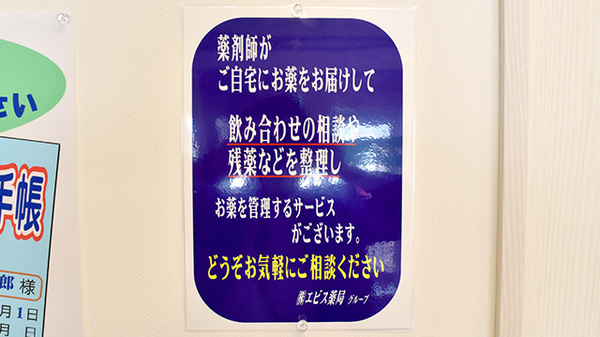 薬剤師が
ご自宅にお薬をお届けして
飲み合わせの相談や
残薬などを整理し
お薬を管理するサービス
がございます。
どうぞお気軽にご相談ください
㈱エビス薬局 グループ
さい
手帳
郎 様
月1日
月 日